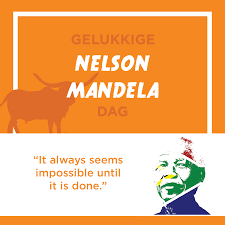 GELUKKIGE
NELSON
MANDELA
DAG
“It always seems
impossible until
it is done.”